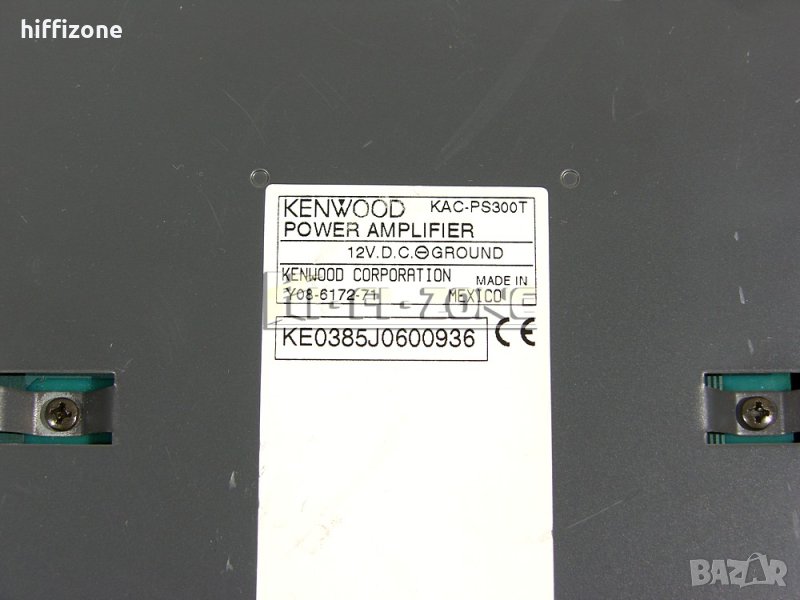 hiffizone
KENWOOD KAC-PS300T
POWER AMPLIFIER
12V.D.C.⊖GROUND
KENWOOD CORPORATION MADE IN
Y08-6172-71 MEXICO
HI-FI-ZONE
KE0385J0600936 CE
BAZAR